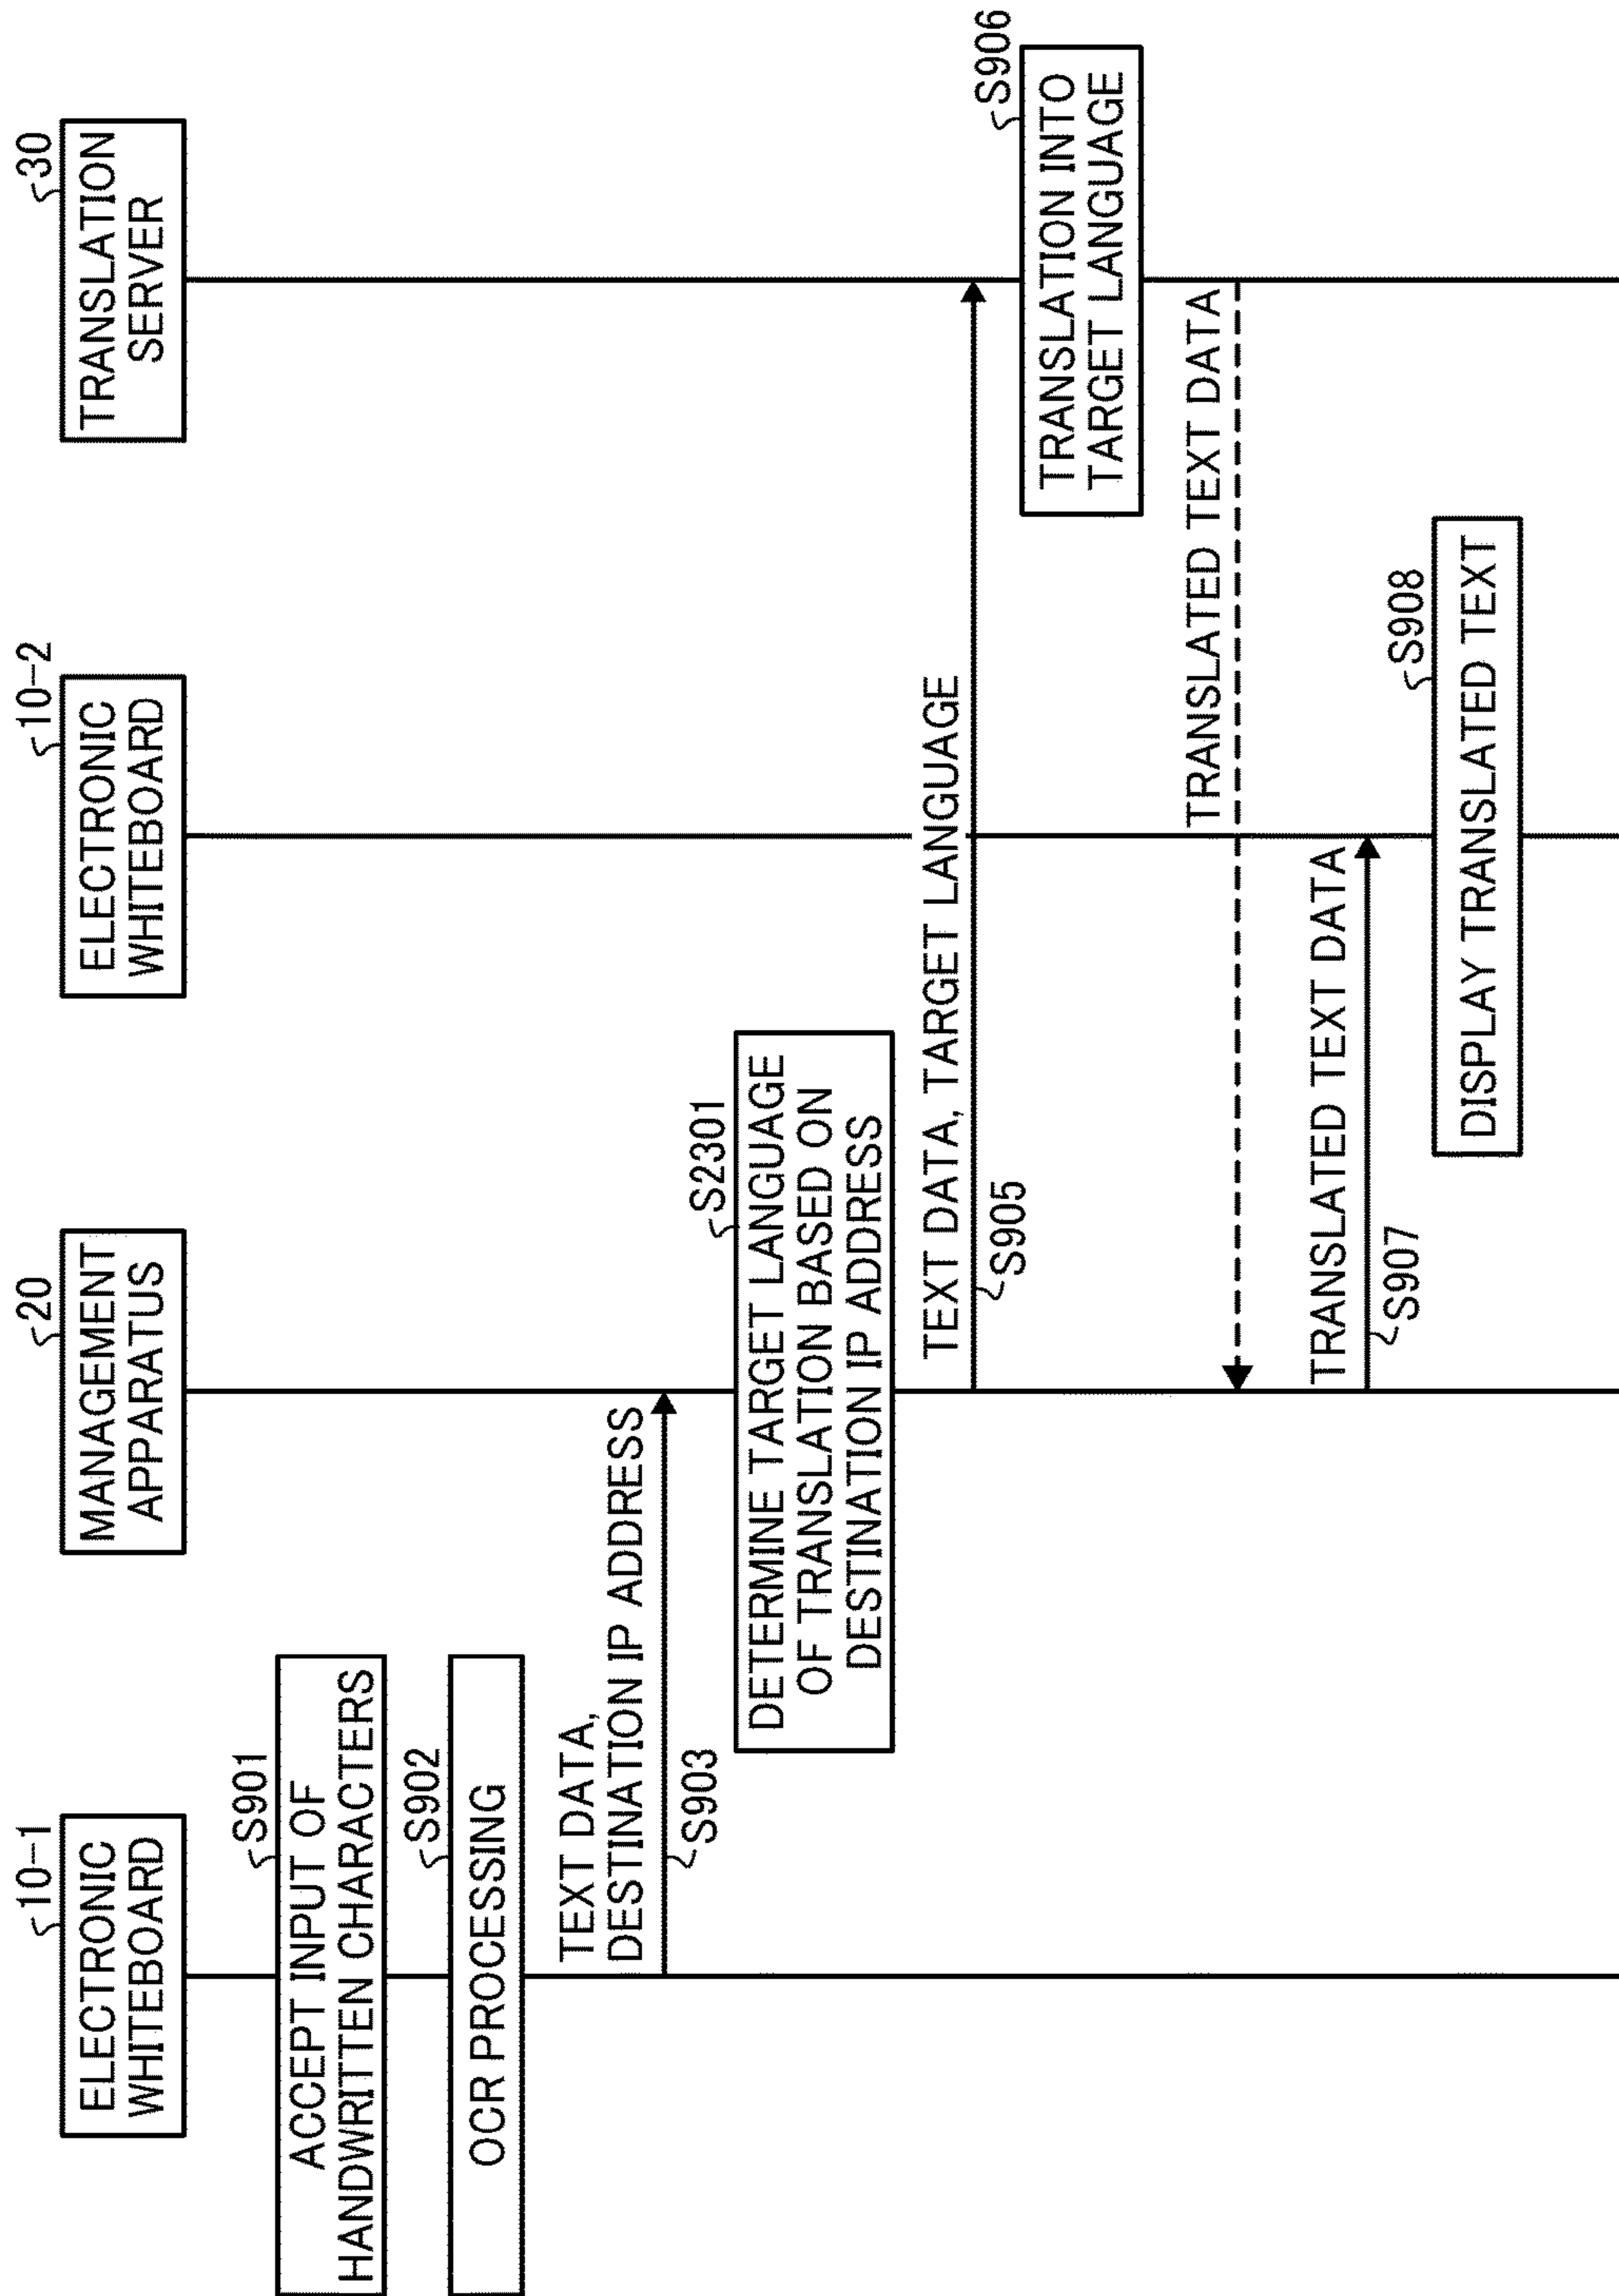 10-1
ELECTRONIC
WHITEBOARD
20
MANAGEMENT
APPARATUS
10-2
ELECTRONIC
WHITEBOARD
30
TRANSLATION
SERVER
S901
ACCEPT INPUT OF
HANDWRITTEN CHARACTERS
S902
OCR PROCESSING
TEXT DATA,
DESTINATION IP ADDRESS
S903
S2301
DETERMINE TARGET LANGUAGE
OF TRANSLATION BASED ON
DESTINATION IP ADDRESS
TEXT DATA, TARGET LANGUAGE
S905
S906
TRANSLATION INTO
TARGET LANGUAGE
TRANSLATED TEXT DATA
TRANSLATED TEXT DATA
S907
S908
DISPLAY TRANSLATED TEXT